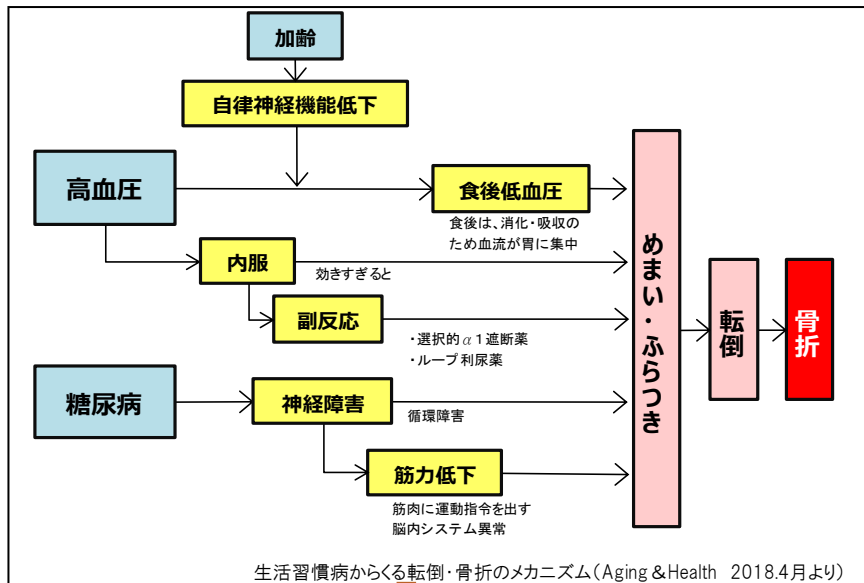 加齢
自律神経機能低下
高血圧
食後低血圧
食後は、消化・吸収の
ため血流が胃に集中
内服
効きすぎると
副反応
・選択的α1遮断薬
・ループ利尿薬
糖尿病
神経障害
循環障害
筋力低下
筋肉に運動指令を出す
脳内システム異常
めまい・ふらつき
転倒
骨折
生活習慣病からくる転倒・骨折のメカニズム(Aging&Health 2018.4月より)